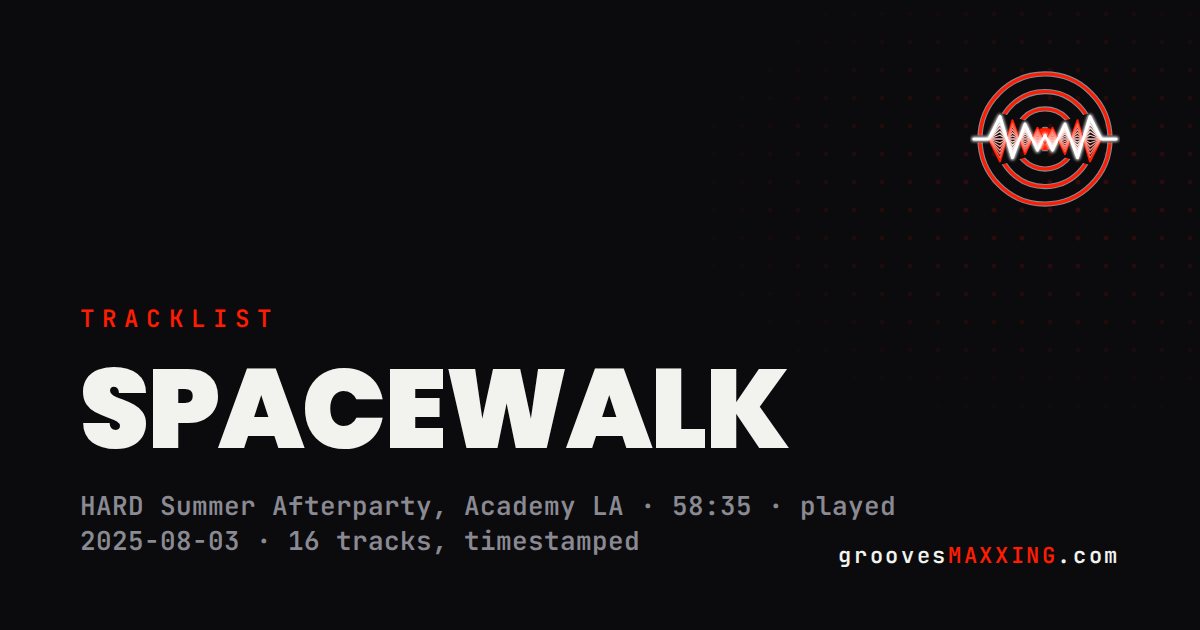 TRACKLIST
SPACEWALK
HARD Summer Afterparty, Academy LA · 58:35 · played
2025-08-03 · 16 tracks, timestamped
groovesMAXXING.com